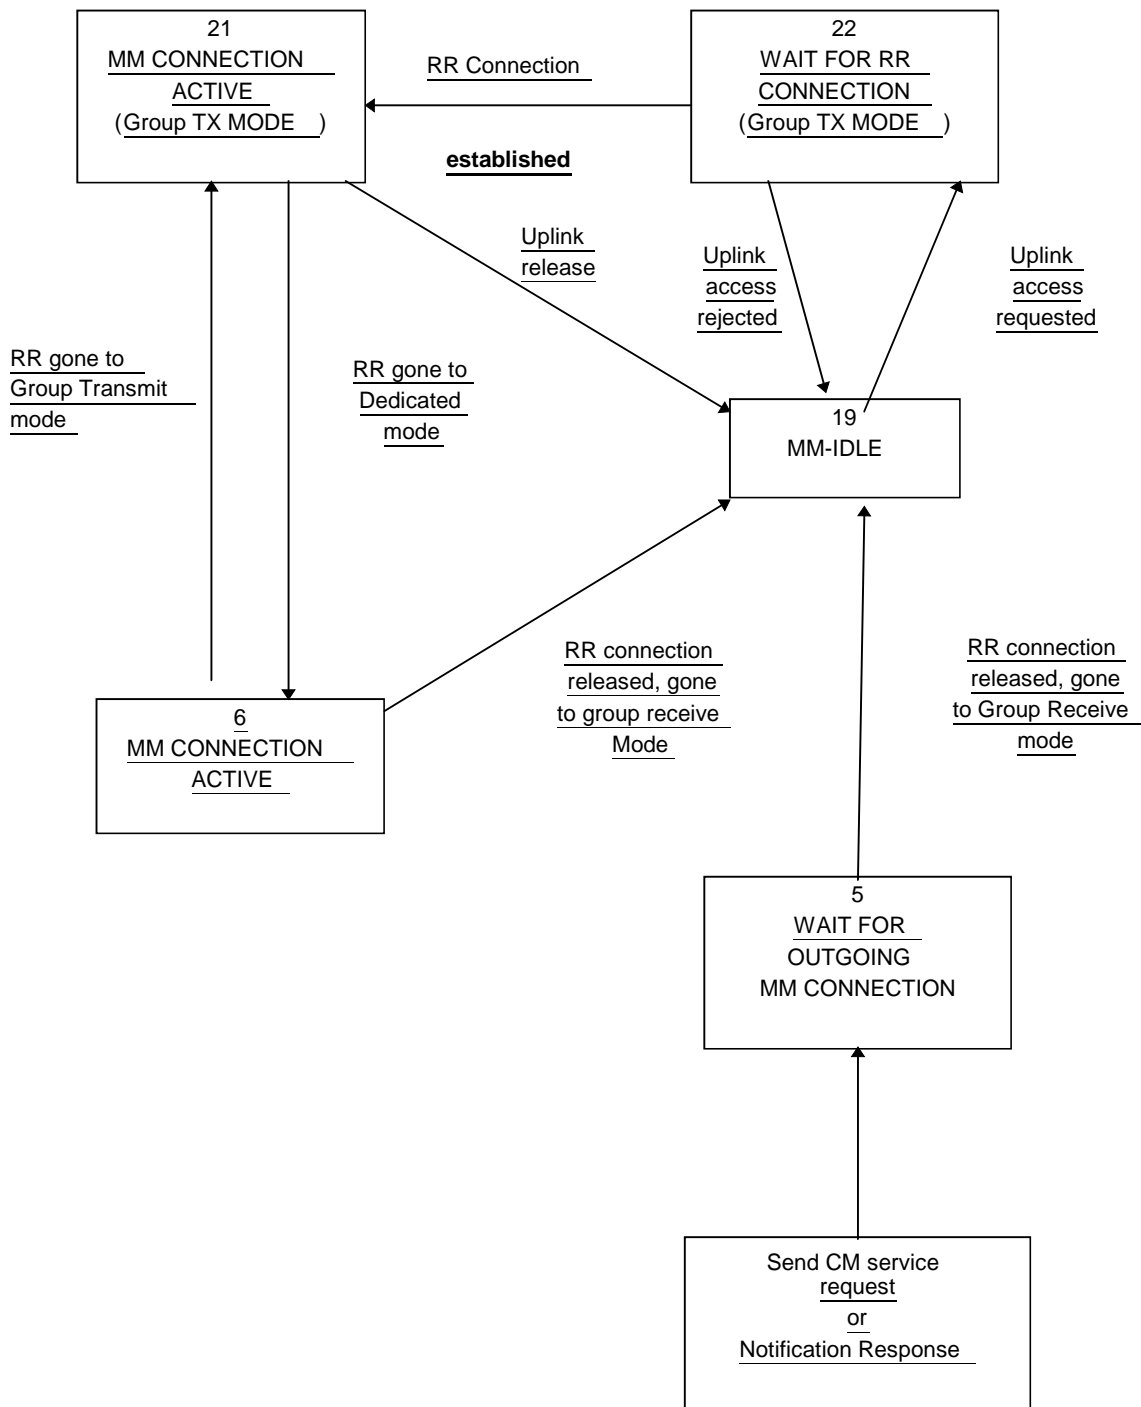 21
MM CONNECTION
ACTIVE
(Group TX MODE )
RR Connection
established
22
WAIT FOR RR
CONNECTION
(Group TX MODE )
Uplink
release
Uplink
access
rejected
Uplink
access
requested
RR gone to
Group Transmit
mode
RR gone to
Dedicated
mode
19
MM-IDLE
RR connection
released, gone
to group receive
Mode
RR connection
released, gone
to Group Receive
mode
6
MM CONNECTION
ACTIVE
5
WAIT FOR
OUTGOING
MM CONNECTION
Send CM service
request
or
Notification Response